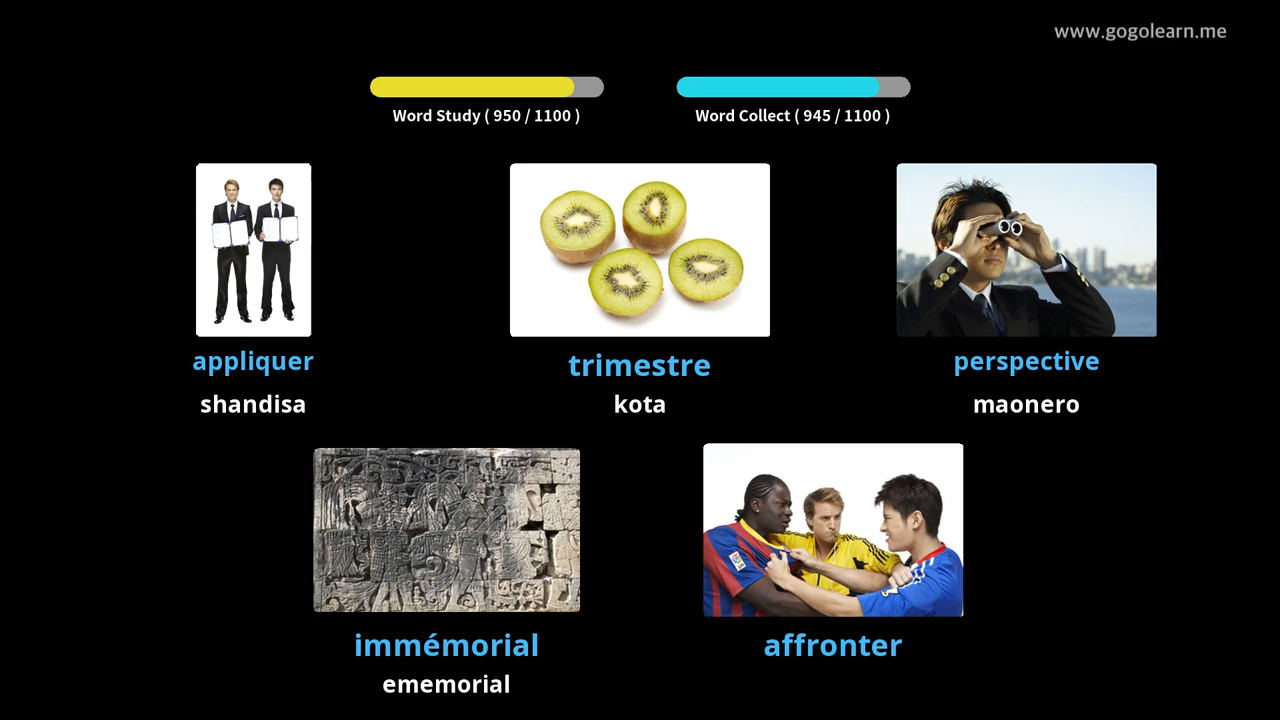 www.gogolearn.me
Word Study ( 950 / 1100 )
Word Collect ( 945 / 1100 )
appliquer
trimestre
perspective
shandisa
kota
maonero
immémorial
affronter
ememorial